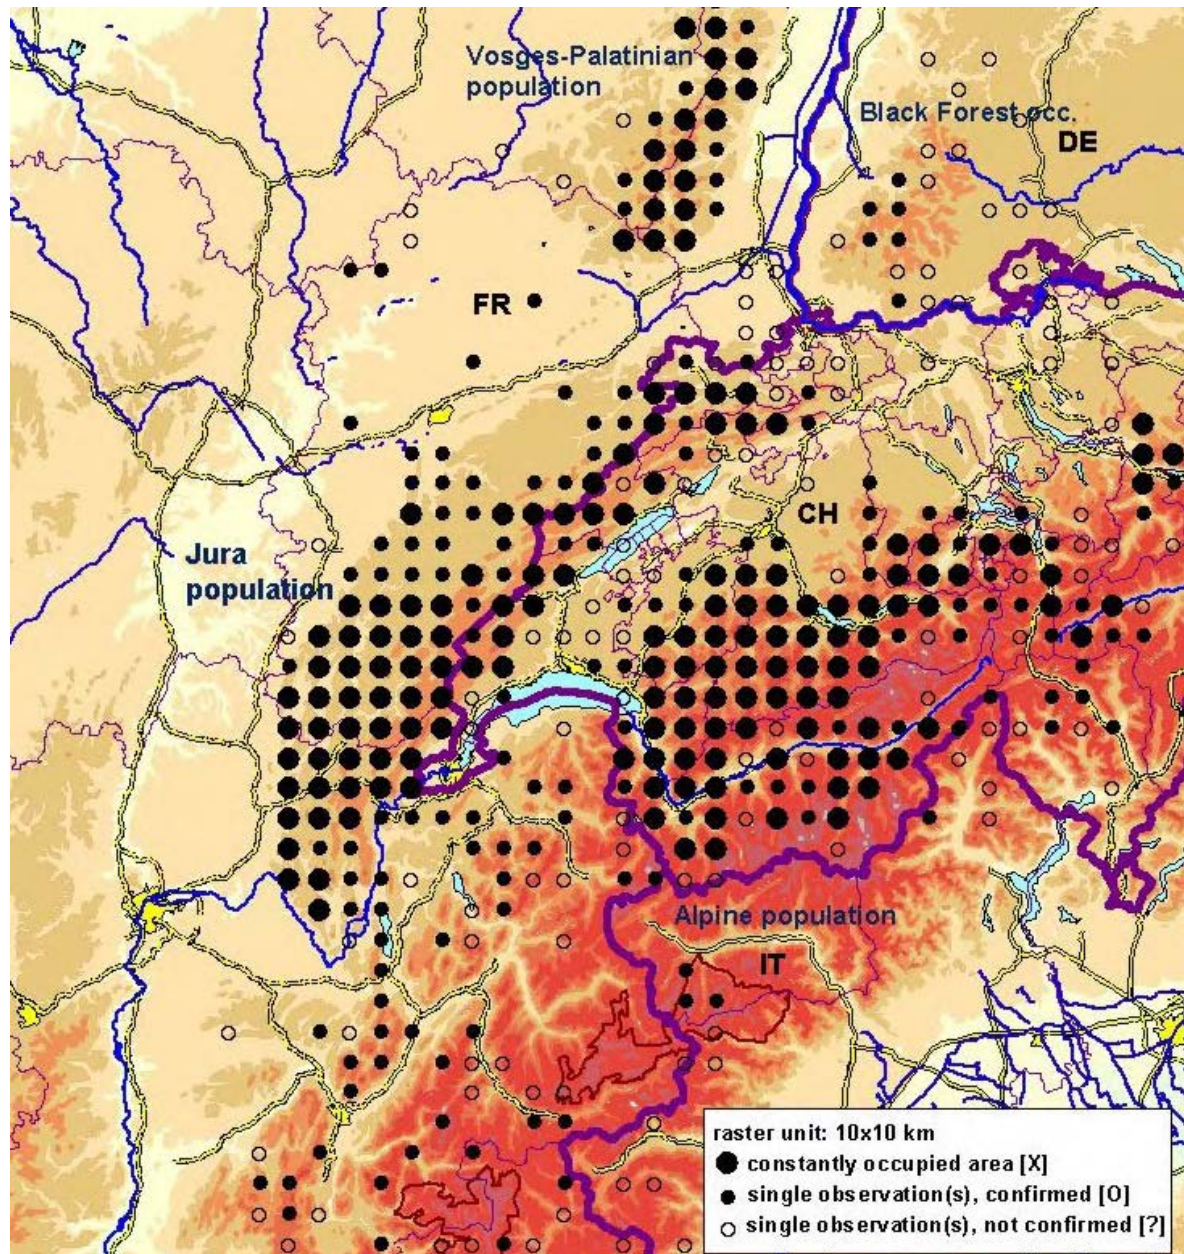 Vosges-Palatinian
population
Black Forest occ.
DE
FR
CH
Jura
population
Alpine population
IT
raster unit: 10x10 km
constantly occupied area [X]
single observation(s), confirmed [O]
single observation(s), not confirmed [?]